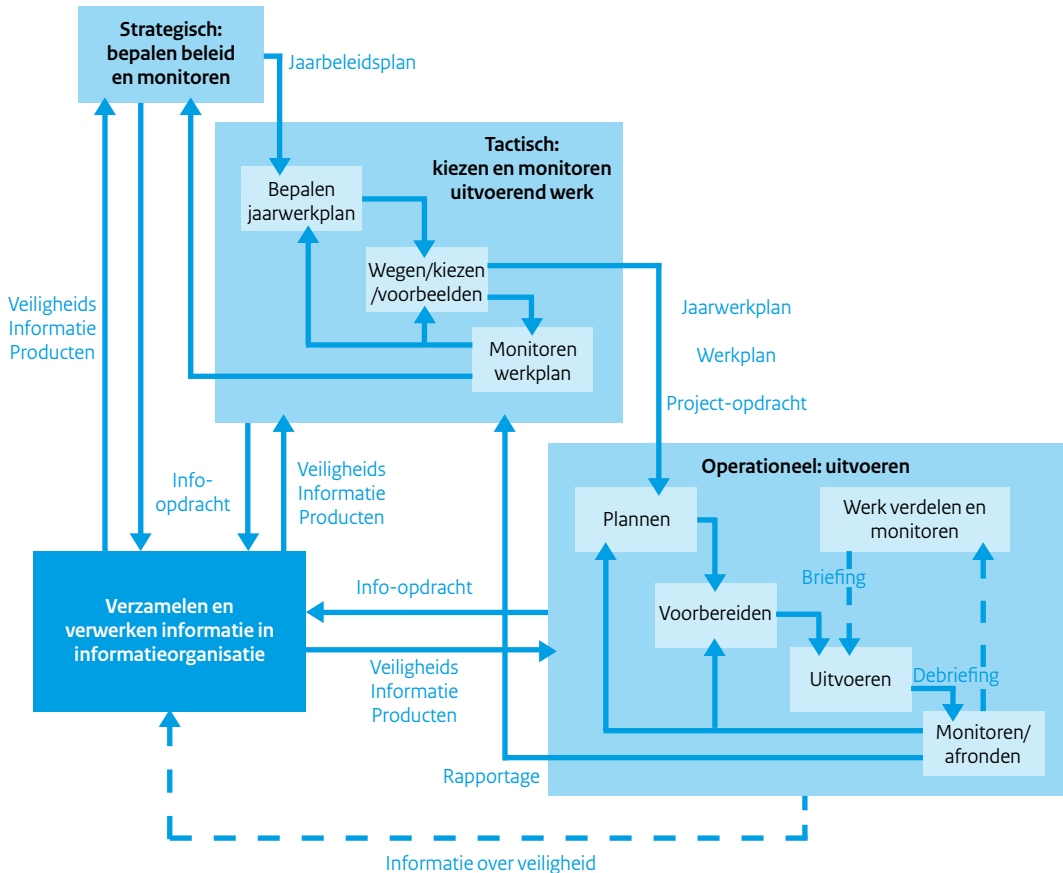 Strategisch:
bepalen beleid
en monitoren
Jaarbeleidsplan
Tactisch:
kiezen en monitoren
uitvoerend werk
Bepalen
jaarwerkplan
Wegen/kiezen
/voorbeelden
Monitoren
werkplan
Veiligheids
Informatie
Producten
Jaarwerkplan
Werkplan
Project-opdracht
Info-
opdracht
Veiligheids
Informatie
Producten
Operationeel: uitvoeren
Plannen
Werk verdelen en
monitoren
Briefing
Voorbereiden
Uitvoeren
Debriefing
Monitoren/
afronden
Verzamelen en
verwerken informatie in
informatieorganisatie
Info-opdracht
Veiligheids
Informatie
Producten
Rapportage
Informatie over veiligheid